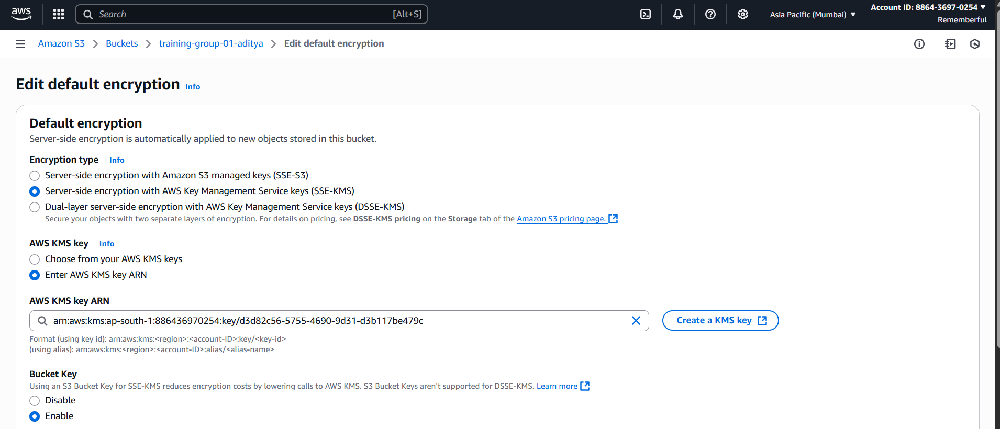 aws
Search [Alt+S]
Asia Pacific (Mumbai)
Account ID: 8864-3697-0254
Rememberful
Amazon S3 > Buckets > training-group-01-aditya > Edit default encryption
Edit default encryption Info
Default encryption
Server-side encryption is automatically applied to new objects stored in this bucket.
Encryption type Info
Server-side encryption with Amazon S3 managed keys (SSE-S3)
Server-side encryption with AWS Key Management Service keys (SSE-KMS)
Dual-layer server-side encryption with AWS Key Management Service keys (DSSE-KMS)
Secure your objects with two separate layers of encryption. For details on pricing, see DSSE-KMS pricing on the Storage tab of the Amazon S3 pricing page.
AWS KMS key Info
Choose from your AWS KMS keys
Enter AWS KMS key ARN
AWS KMS key ARN
arn:aws:kms:ap-south-1:886436970254:key/d3d82c56-5755-4690-9d31-d3b117be479c
Create a KMS key
Format (using key id): arn:aws:kms:<region>:<account-ID>:key/<key-id>
(using alias): arn:aws:kms:<region>:<account-ID>:alias/<alias-name>
Bucket Key
Using an S3 Bucket Key for SSE-KMS reduces encryption costs by lowering calls to AWS KMS. S3 Bucket Keys aren't supported for DSSE-KMS. Learn more
Disable
Enable